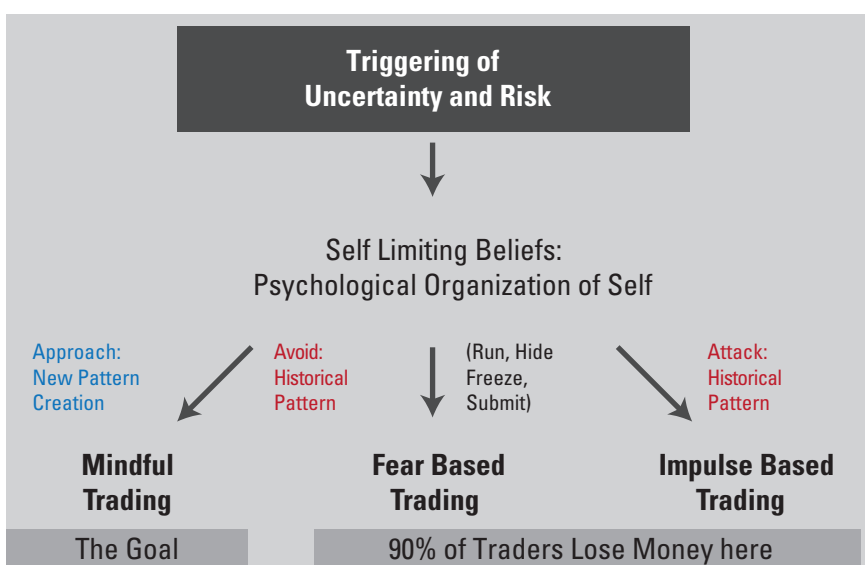 Triggering of
Uncertainty and Risk
Self Limiting Beliefs:
Psychological Organization of Self
Approach:
New Pattern
Creation
Avoid:
Historical
Pattern
(Run, Hide
Freeze,
Submit)
Attack:
Historical
Pattern
Mindful
Trading
Fear Based
Trading
Impulse Based
Trading
The Goal
90% of Traders Lose Money here